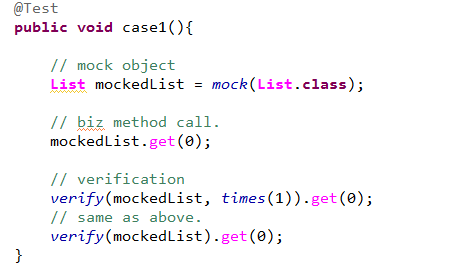 @Test
public void case1(){
// mock object
List mockedList = mock(List.class);
// biz method call.
mockedList.get(0);
// verification
verify(mockedList, times(1)).get(0);
// same as above.
verify(mockedList).get(0);
}